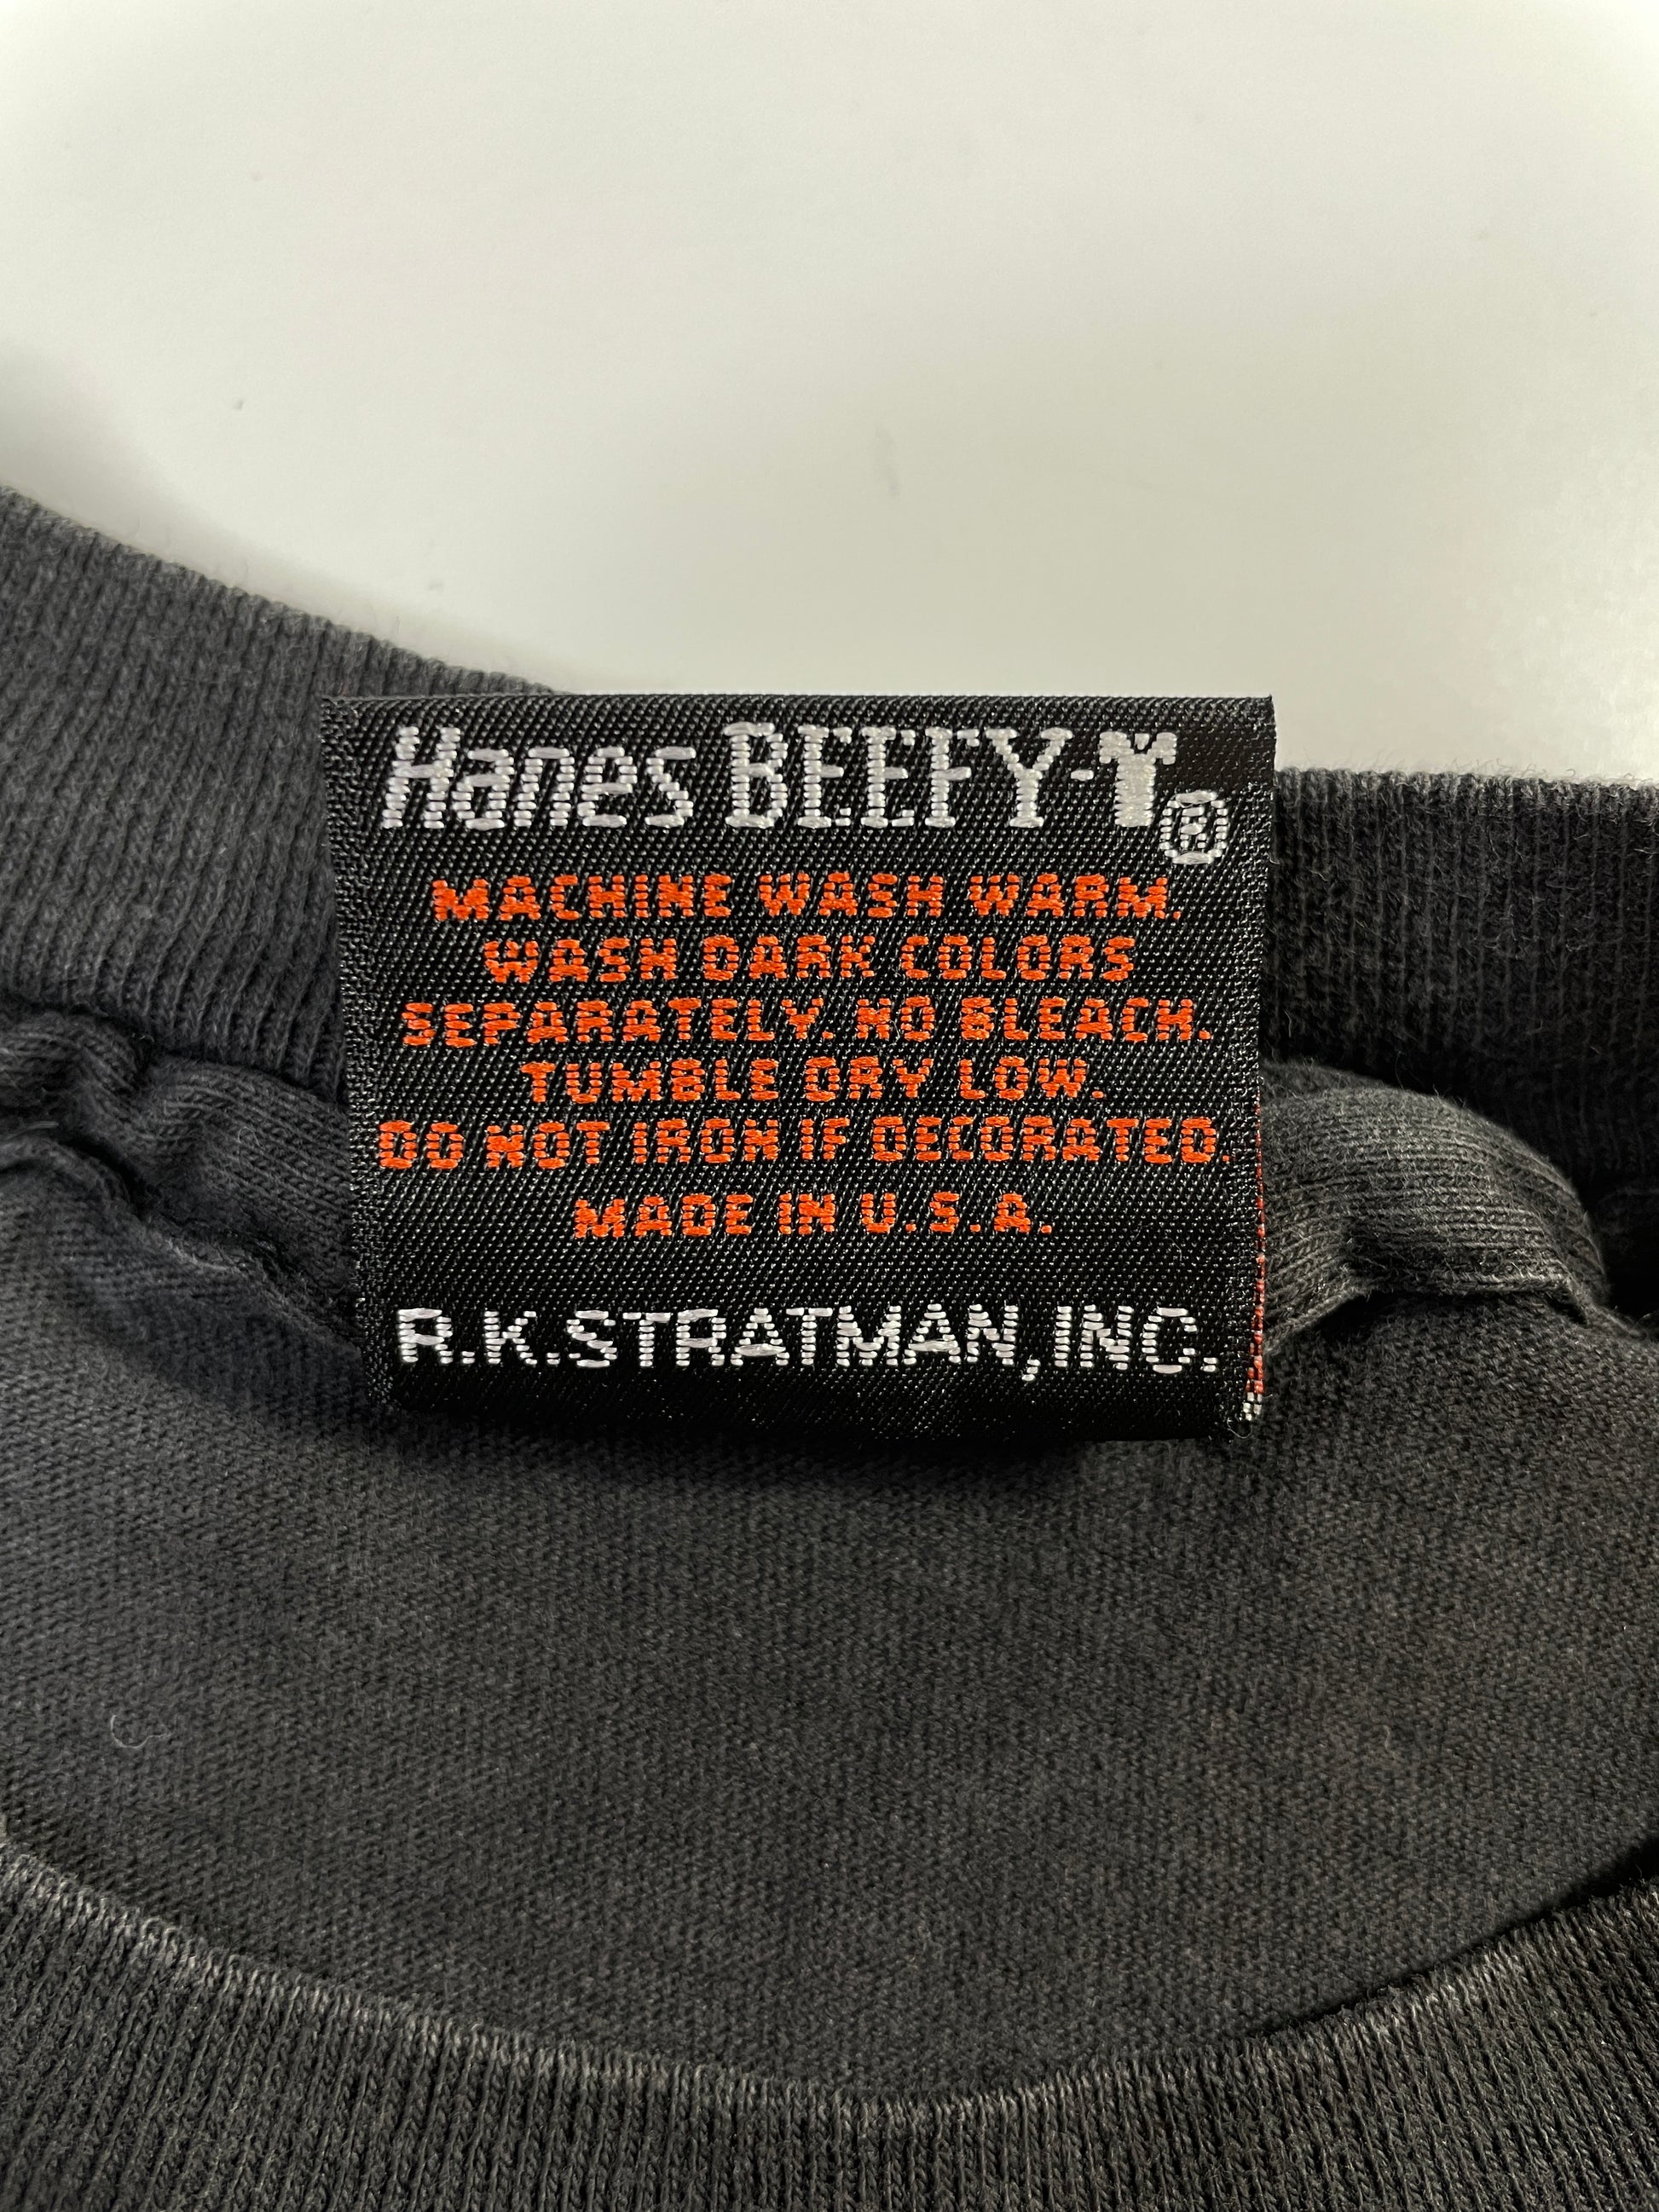 Hanes BEEFY-T®
MACHINE WASH WARM.
WASH DARK COLORS
SEPARATELY. NO BLEACH.
TUMBLE DRY LOW.
DO NOT IRON IF DECORATED.
MADE IN U.S.A.
R.K.STRATMAN,INC.